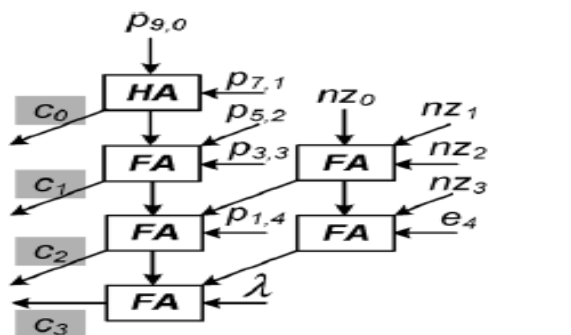 p9,0
HA p7,1 nz0 nz1
c0 p5,2
FA p3,3 FA nz2
c1 nz3
FA p1,4 FA e4
c2
FA λ
c3